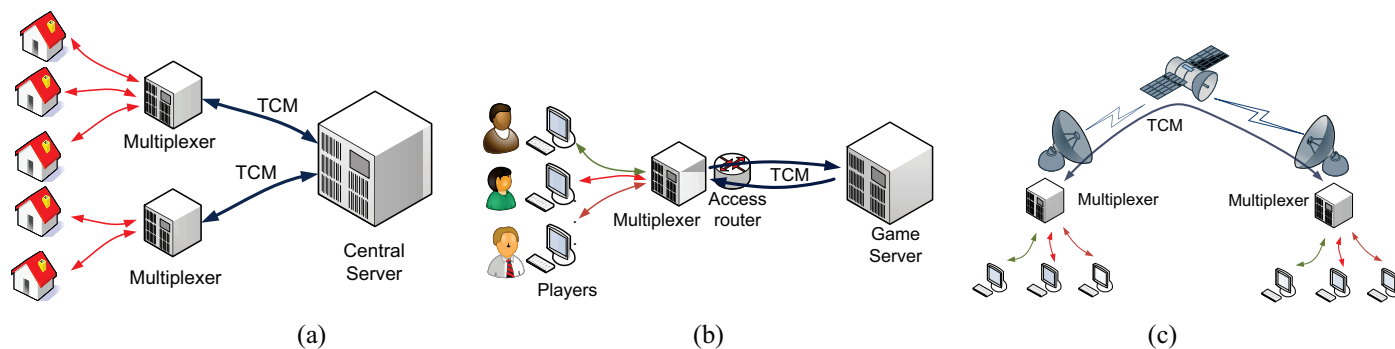 TCM
Multiplexer
TCM
Multiplexer
Central
Server
(a)
Players
Multiplexer
Access
router
TCM
Game
Server
(b)
TCM
Multiplexer
Multiplexer
(c)